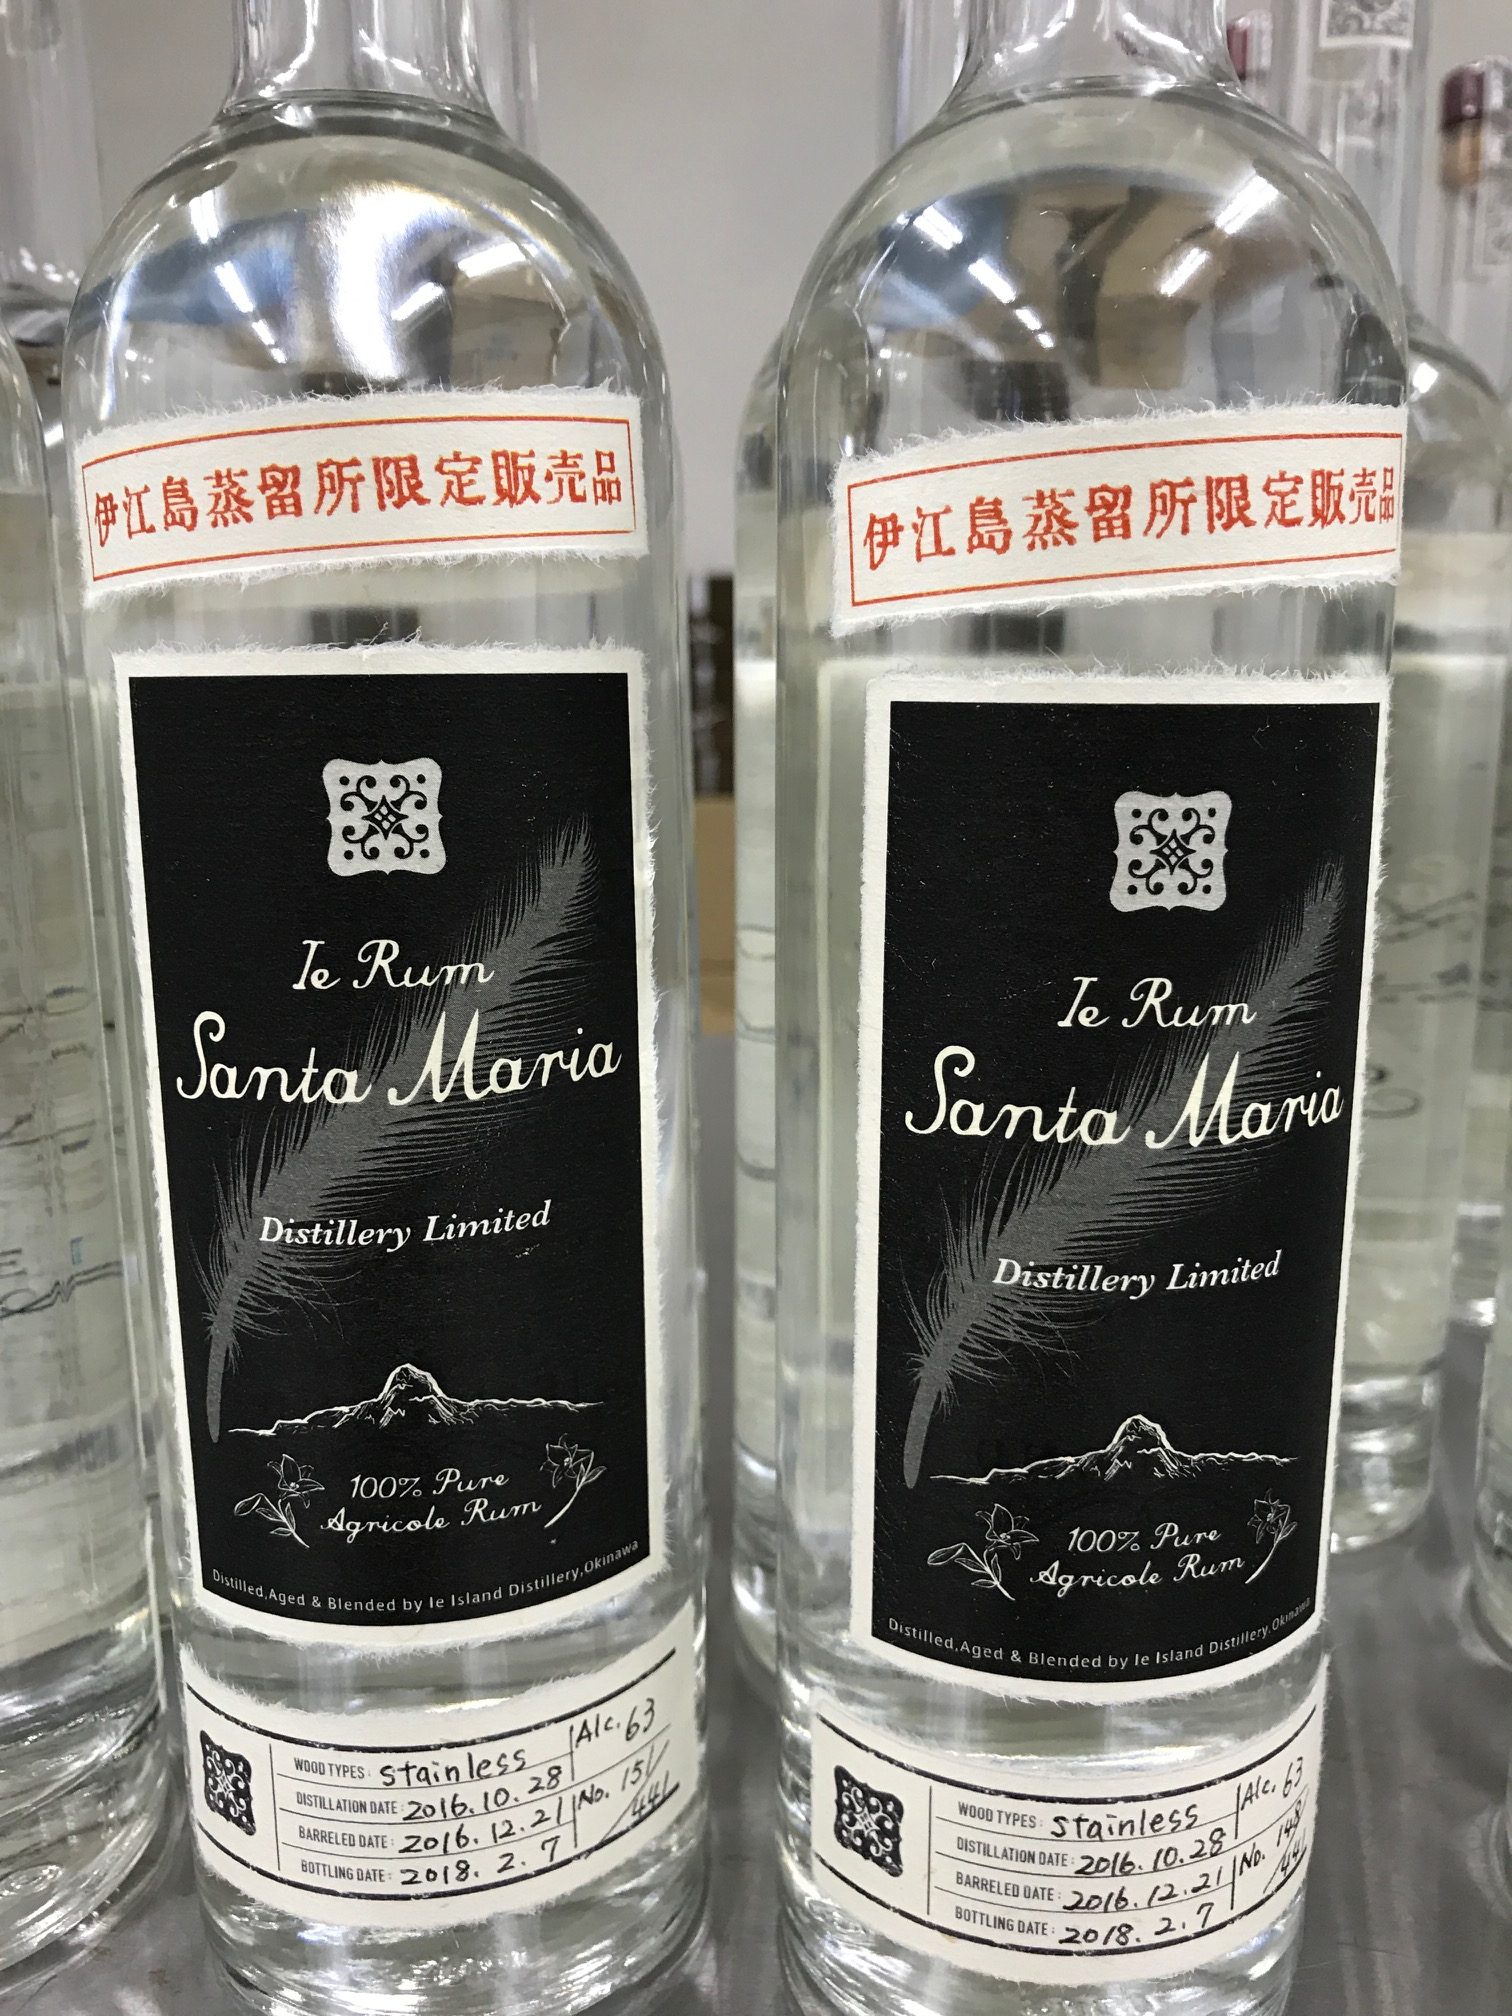 伊江島蒸留所限定販売品
Ie Rum
Santa Maria
Distillery Limited
100% Pure
Agricole Rum
Distilled,Aged & Blended by Ie Island Distillery,Okinawa
WOOD TYPES: stainless
DISTILLATION DATE: 2016.10.28
BARRELED DATE: 2016.12.21
BOTTLING DATE: 2018.2.7
Alc. 63
No. 151/441
伊江島蒸留所限定販売品
Ie Rum
Santa Maria
Distillery Limited
100% Pure
Agricole Rum
Distilled,Aged & Blended by Ie Island Distillery,Okinawa
WOOD TYPES: stainless
DISTILLATION DATE: 2016.10.28
BARRELED DATE: 2016.12.21
BOTTLING DATE: 2018.2.7
Alc. 63
No. 148/441